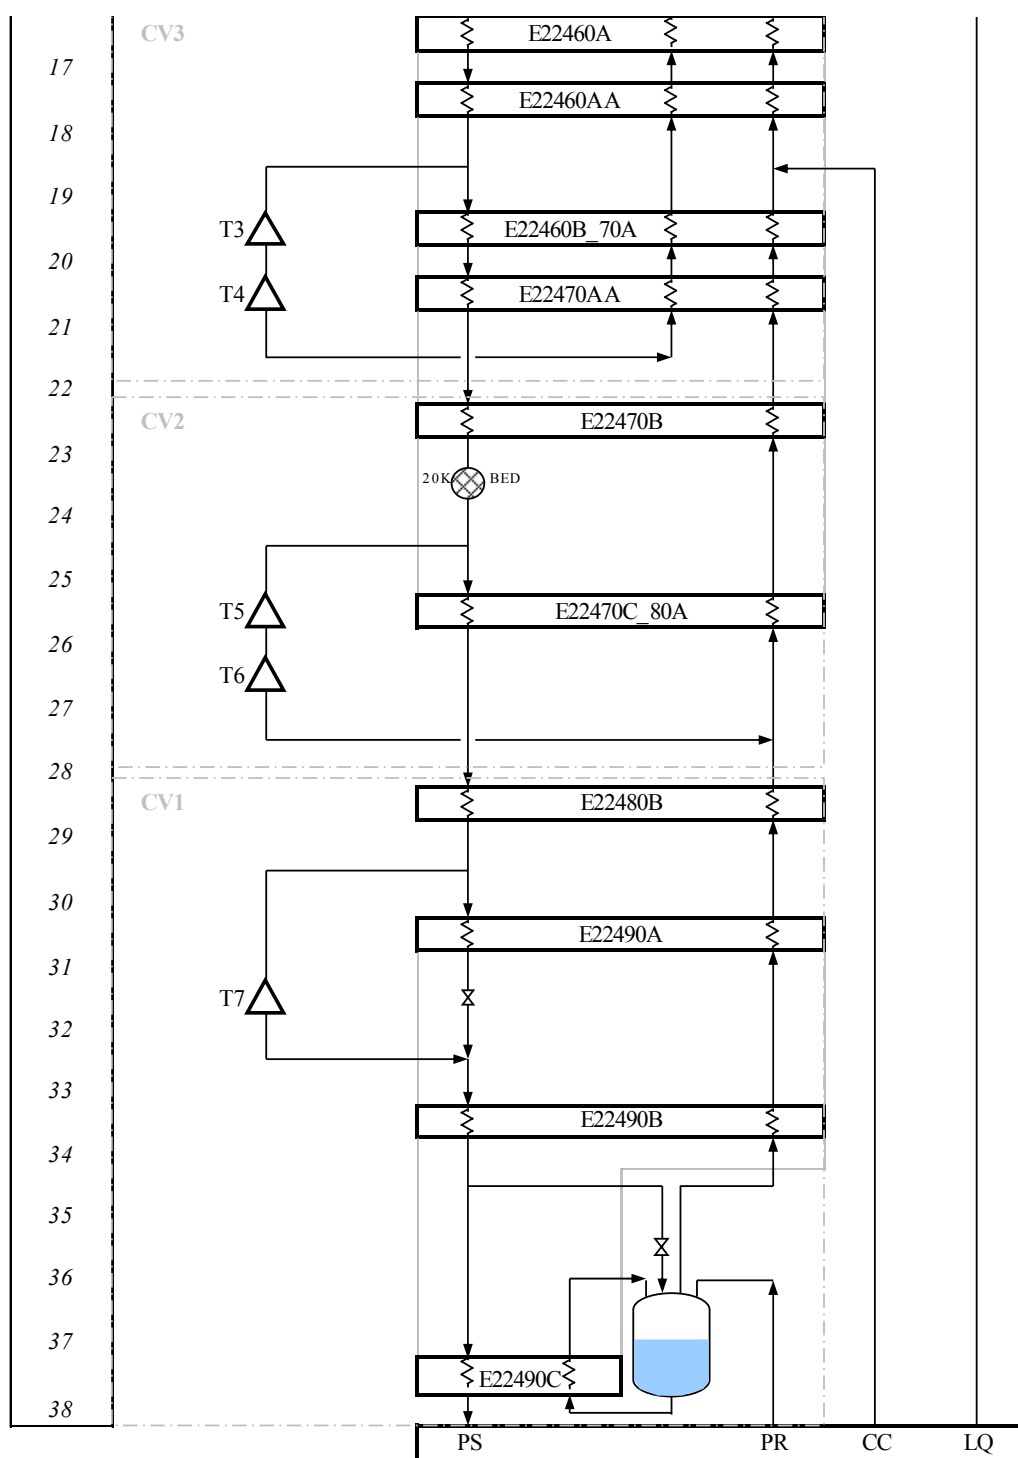 CV3
E22460A
17
E22460AA
18
19
T3
E22460B_70A
20
T4
E22470AA
21
22
CV2
E22470B
23
20K
BED
24
25
T5
E22470C_80A
26
T6
27
28
CV1
E22480B
29
30
E22490A
31
T7
32
33
E22490B
34
35
36
37
E22490C
38
PS
PR
CC
LQ